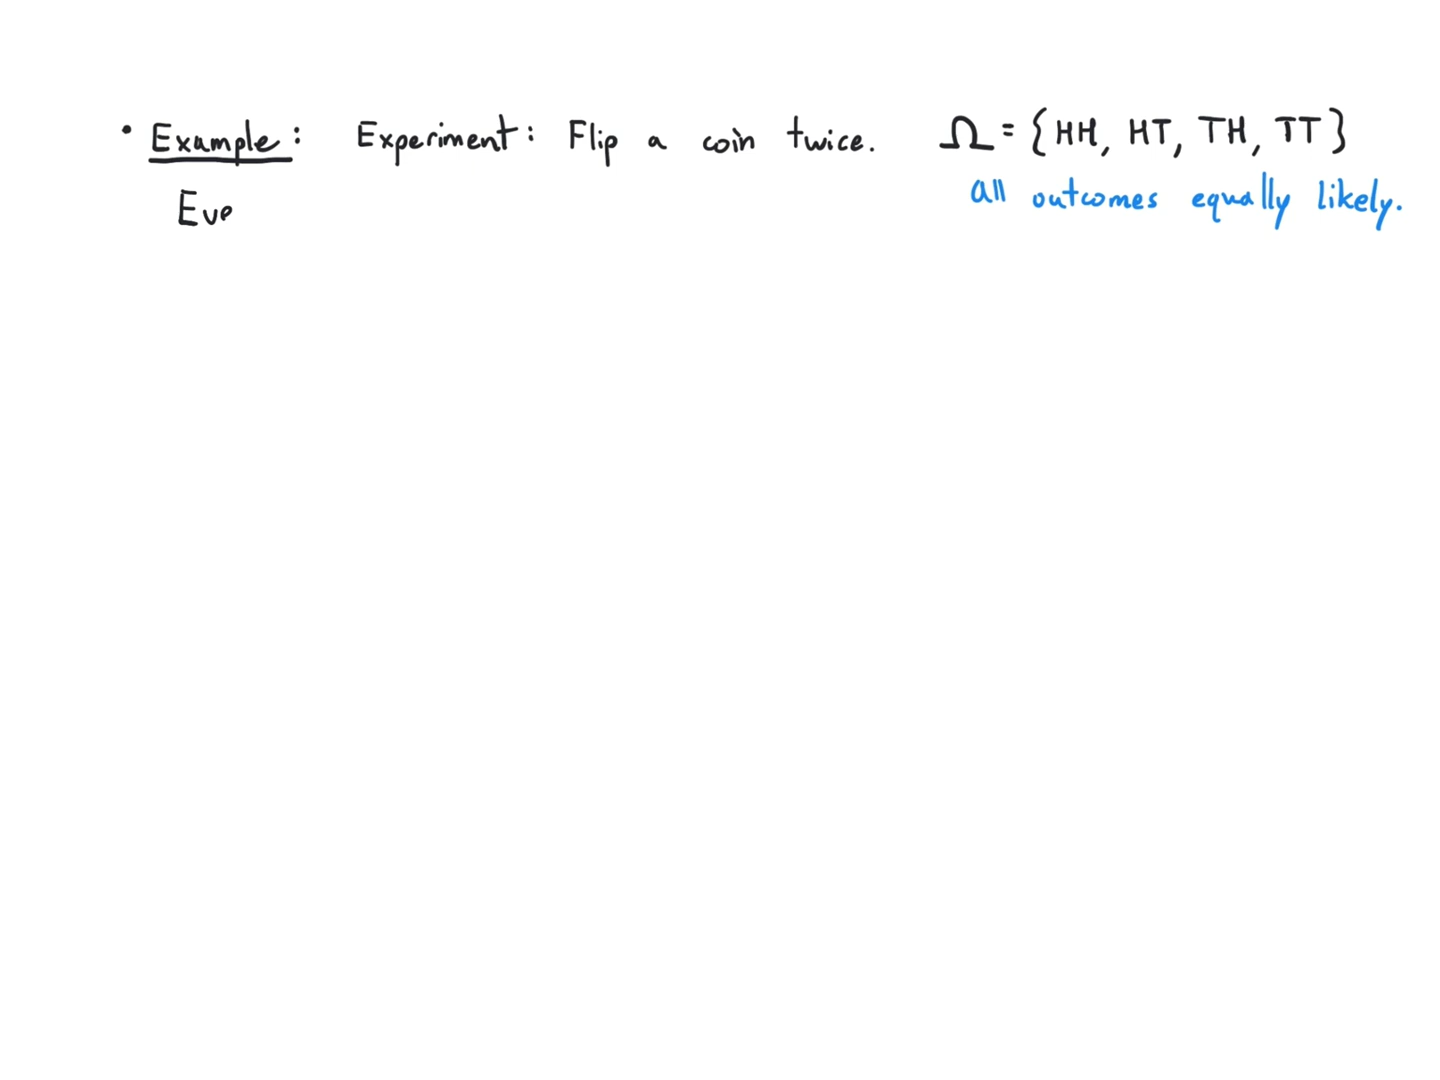 • Example: Experiment: Flip a coin twice. Ω = {HH, HT, TH, TT}
all outcomes equally likely.
Eve